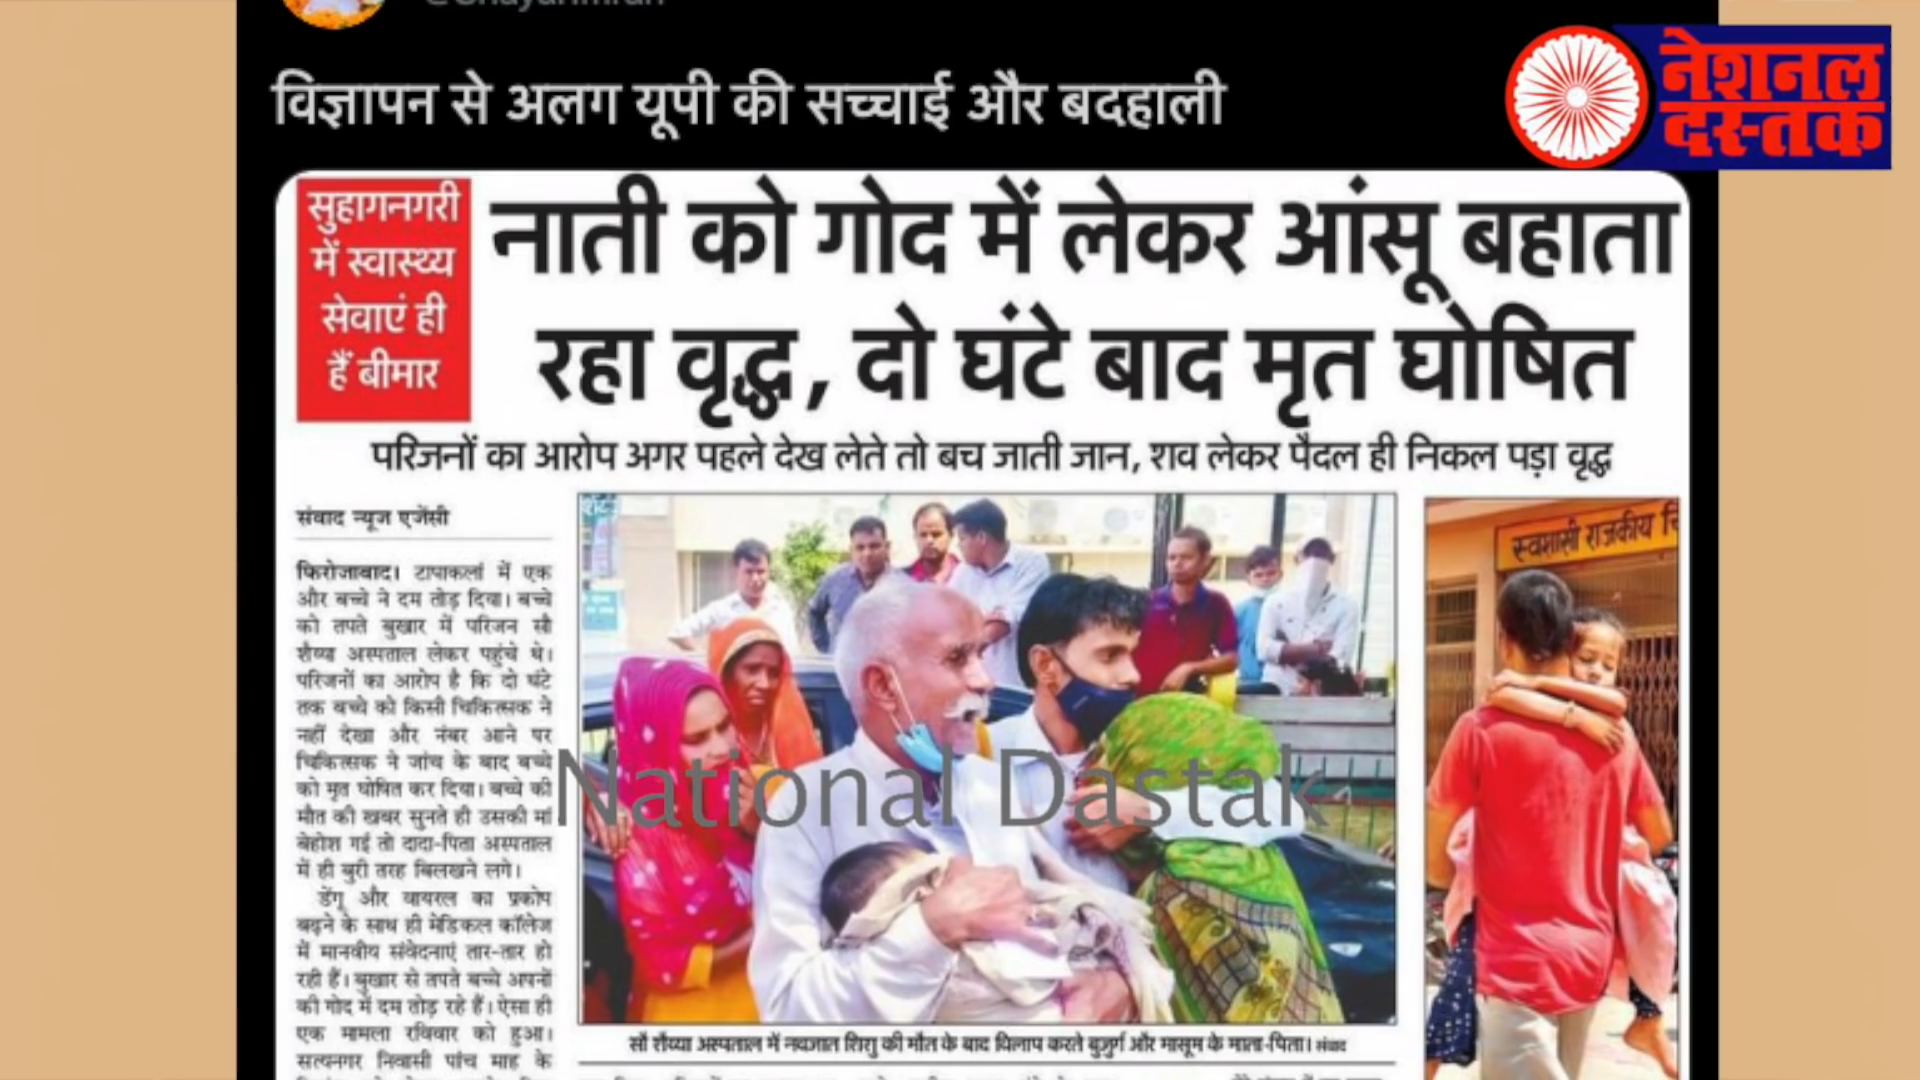 विज्ञापन से अलग यूपी की सच्चाई और बदहाली
नेशनल
दस्तक
सुहागनगरी
में स्वास्थ्य
सेवाएं ही
हैं बीमार
नाती को गोद में लेकर आंसू बहाता
रहा वृद्ध, दो घंटे बाद मृत घोषित
परिजनों का आरोप अगर पहले देख लेते तो बच जाती जान, शव लेकर पैदल ही निकल पड़ा वृद्ध
संवाद न्यूज एजेंसी
फिरोजाबाद। टापाकलां में एक
और बच्चे ने दम तोड़ दिया। बच्चे
को तपते बुखार में परिजन सौ
शैय्या अस्पताल लेकर पहुंचे थे।
परिजनों का आरोप है कि दो घंटे
तक बच्चे को किसी चिकित्सक ने
नहीं देखा और नंबर आने पर
चिकित्सक ने जांच के बाद बच्चे
को मृत घोषित कर दिया। बच्चे की
मौत की खबर सुनते ही उसकी मां
बेहोश गई तो दादा-पिता अस्पताल
में ही बुरी तरह बिलखने लगे।
डेंगू और वायरल का प्रकोप
बढ़ने के साथ ही मेडिकल कॉलेज
में मानवीय संवेदनाएं तार-तार हो
रही हैं। बुखार से तपते बच्चे अपनों
की गोद में दम तोड़ रहे हैं। ऐसा ही
एक मामला रविवार को हुआ।
सत्यनगर निवासी पांच माह के
स्वशासी राजकीय
National Dastak
सौ शैय्या अस्पताल में नवजात शिशु की मौत के बाद विलाप करते बुजुर्ग और मासूम के माता-पिता। संवाद